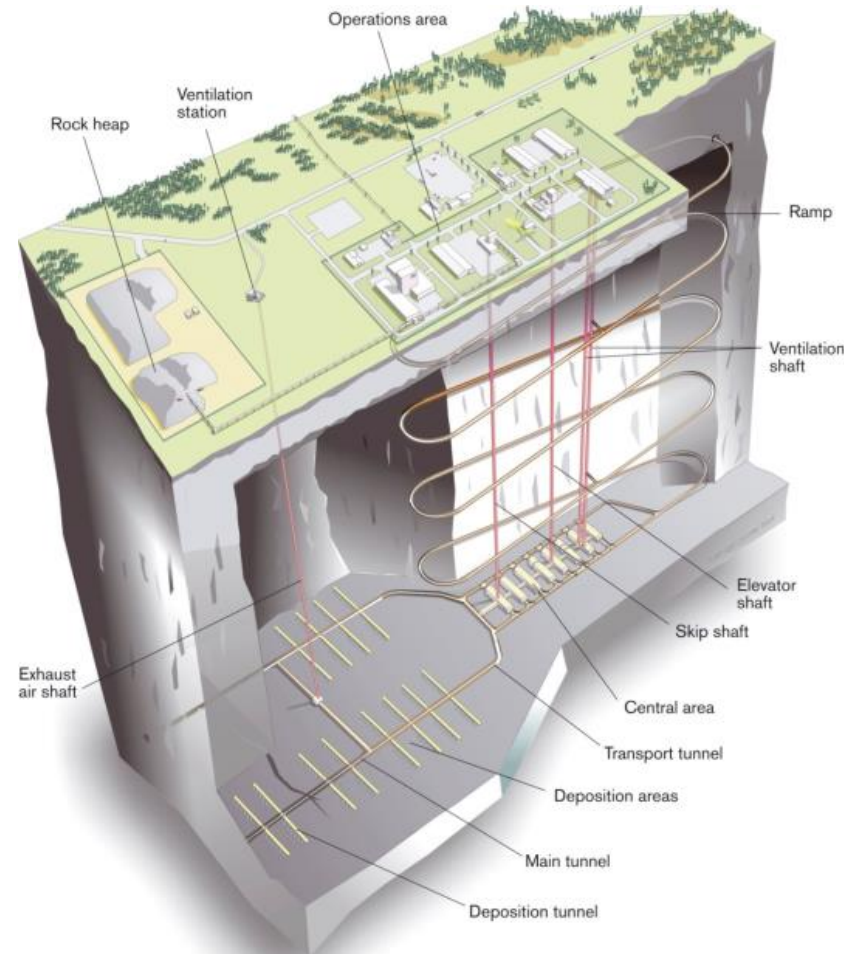 Operations area
Ventilation
station
Rock heap
Ramp
Ventilation
shaft
Elevator
shaft
Skip shaft
Exhaust
air shaft
Central area
Transport tunnel
Deposition areas
Main tunnel
Deposition tunnel